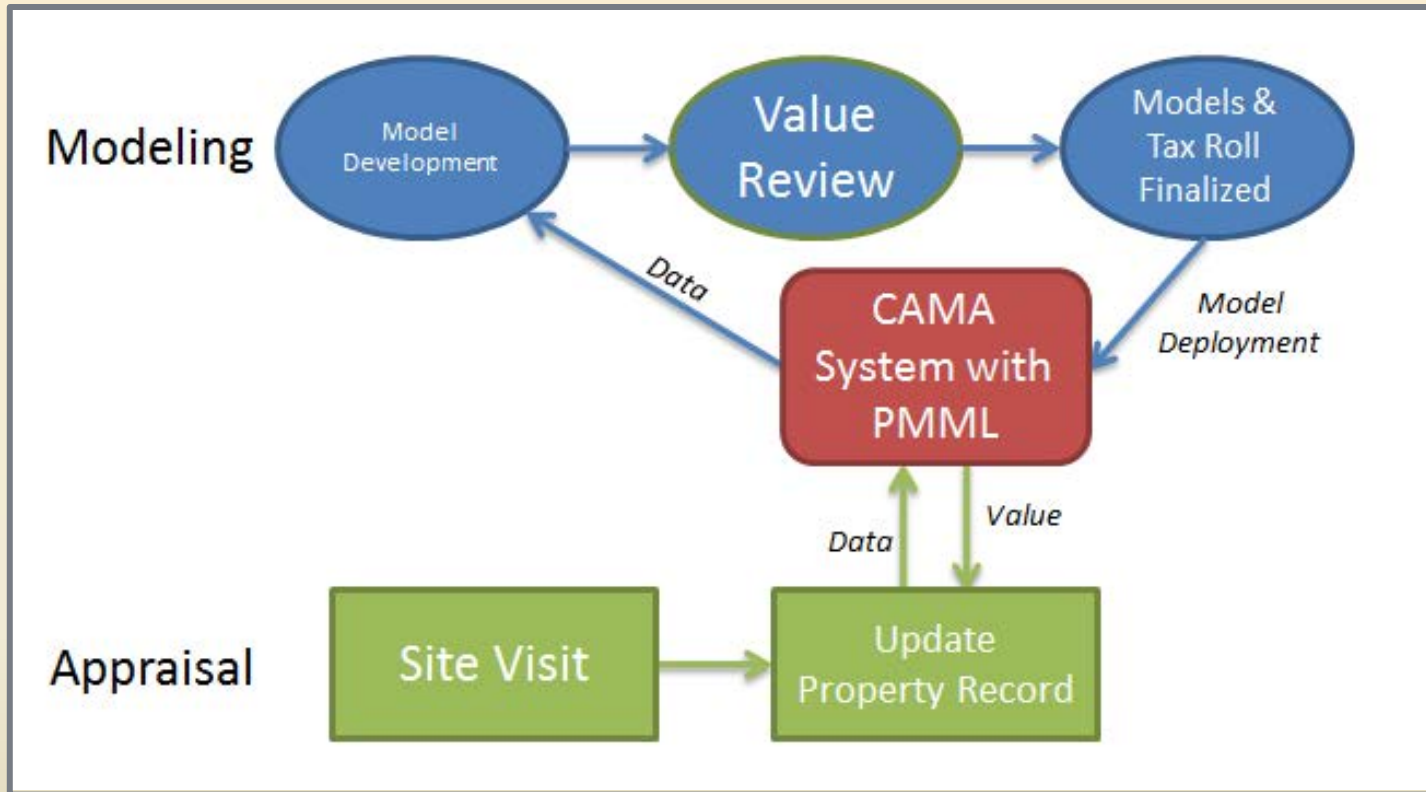 Modeling
Model
Development
Value
Review
Models &
Tax Roll
Finalized
Data
CAMA
System with
PMML
Model
Deployment
Data
Value
Appraisal
Site Visit
Update
Property Record